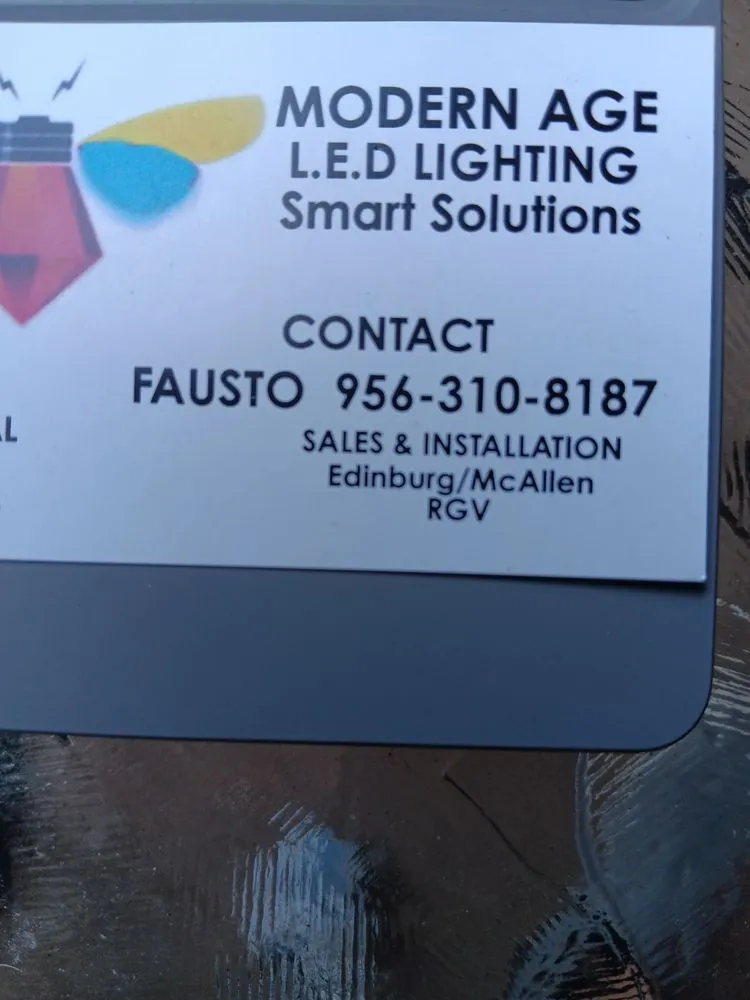 MODERN AGE
L.E.D LIGHTING
Smart Solutions
CONTACT
FAUSTO 956-310-8187
SALES & INSTALLATION
Edinburg/McAllen
RGV